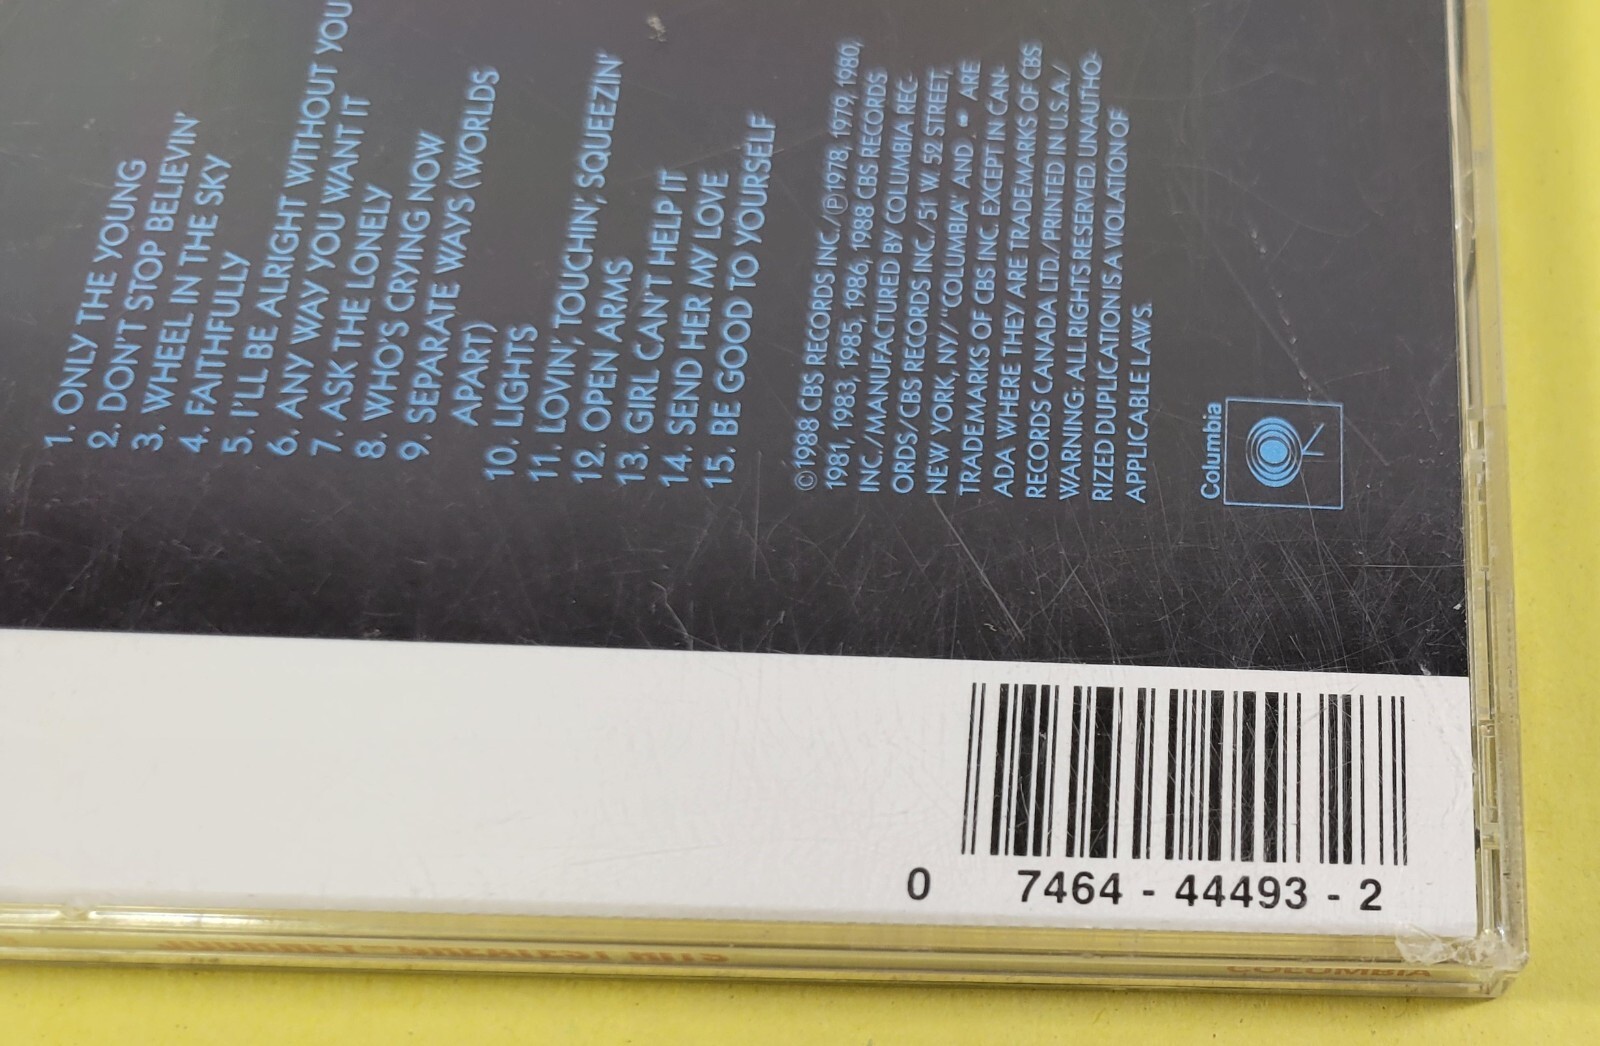 1. ONLY THE YOUNG
2. DON'T STOP BELIEVIN'
3. WHEEL IN THE SKY
4. FAITHFULLY
5. I'LL BE ALRIGHT WITHOUT YOU
6. ANY WAY YOU WANT IT
7. ASK THE LONELY
8. WHO'S CRYING NOW
9. SEPARATE WAYS (WORLDS
APART)
10. LIGHTS
11. LOVIN', TOUCHIN', SQUEEZIN'
12. OPEN ARMS
13. GIRL CAN'T HELP IT
14. SEND HER MY LOVE
15. BE GOOD TO YOURSELF
©1988 CBS RECORDS INC./℗1978, 1979, 1980,
1981, 1983, 1985, 1986, 1988 CBS RECORDS
INC./MANUFACTURED BY COLUMBIA REC-
ORDS/CBS RECORDS INC./51 W. 52 STREET,
NEW YORK, NY/"COLUMBIA" AND ARE
TRADEMARKS OF CBS INC. EXCEPT IN CAN-
ADA WHERE THEY ARE TRADEMARKS OF CBS
RECORDS CANADA LTD./PRINTED IN U.S.A./
WARNING: ALL RIGHTS RESERVED. UNAUTHO-
RIZED DUPLICATION IS A VIOLATION OF
APPLICABLE LAWS.
Columbia
0 7464 - 44493 - 2
JOURNEY - GREATEST HITS
COLUMBIA